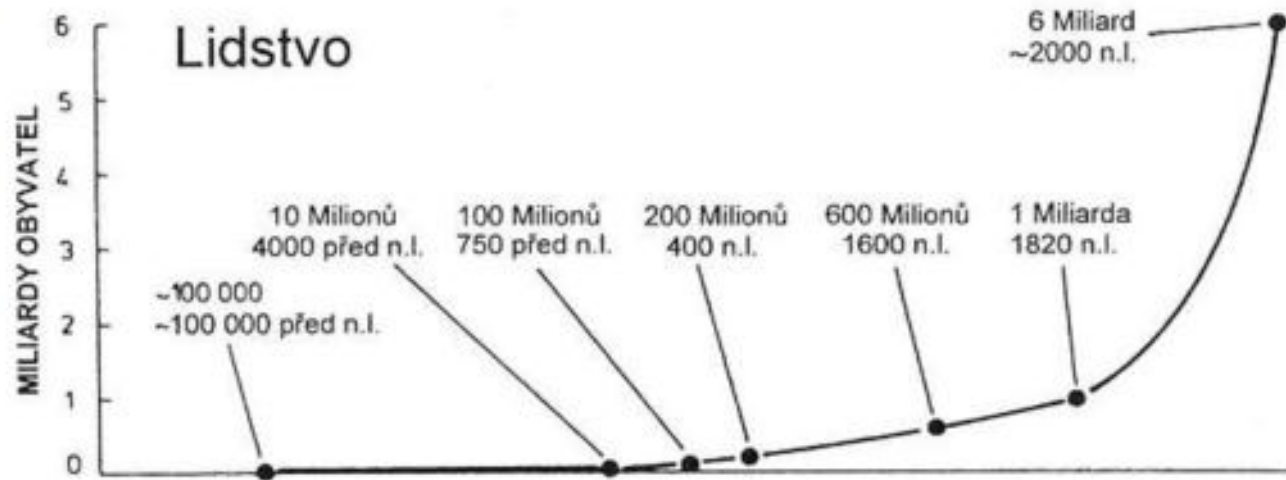 Lidstvo
MILIARDY OBYVATEL
6
5
4
3
2
1
0
~100 000
~100 000 před n.l.
10 Milionů
4000 před n.l.
100 Milionů
750 před n.l.
200 Milionů
400 n.l.
600 Milionů
1600 n.l.
1 Miliarda
1820 n.l.
6 Miliard
~2000 n.l.